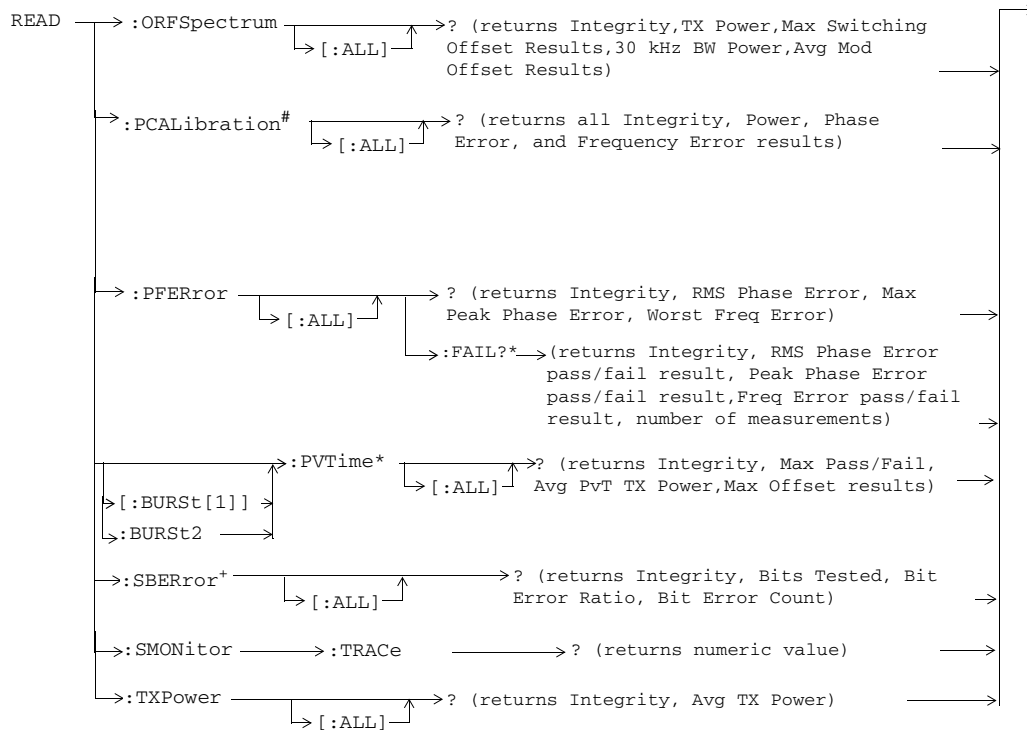 READ :ORFSpectrum ? (returns Integrity,TX Power,Max Switching
[:ALL] Offset Results,30 kHz BW Power,Avg Mod
Offset Results)
:PCALibration# ? (returns all Integrity, Power, Phase
[:ALL] Error, and Frequency Error results)
:PFERror ? (returns Integrity, RMS Phase Error, Max
[:ALL] Peak Phase Error, Worst Freq Error)
:FAIL?* (returns Integrity, RMS Phase Error
pass/fail result, Peak Phase Error
pass/fail result,Freq Error pass/fail
result, number of measurements)
:PVTime* ? (returns Integrity, Max Pass/Fail,
[:BURSt[1]] [:ALL] Avg PvT TX Power,Max Offset results)
:BURSt2
:SBERror+ ? (returns Integrity, Bits Tested, Bit
[:ALL] Error Ratio, Bit Error Count)
:SMONitor :TRACe ? (returns numeric value)
:TXPower ? (returns Integrity, Avg TX Power)
[:ALL]